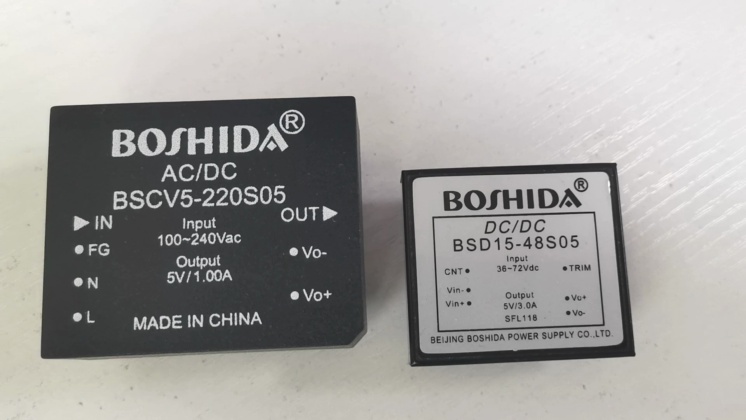 BOSHIDA®
AC/DC
BSCV5-220S05
▶IN
Input
OUT▶
100~240Vac
• FG
Output
• Vo-
5V/1.00A
• N
• Vo+
• L
MADE IN CHINA
BOSHIDA®
DC/DC
BSD15-48S05
Input
CNT •
36-72Vdc
• TRIM
Vin- •
Output
Vin+ •
5V/3.0A
• Vo+
SFL118
• Vo-
BEIJING BOSHIDA POWER SUPPLY CO.,LTD.